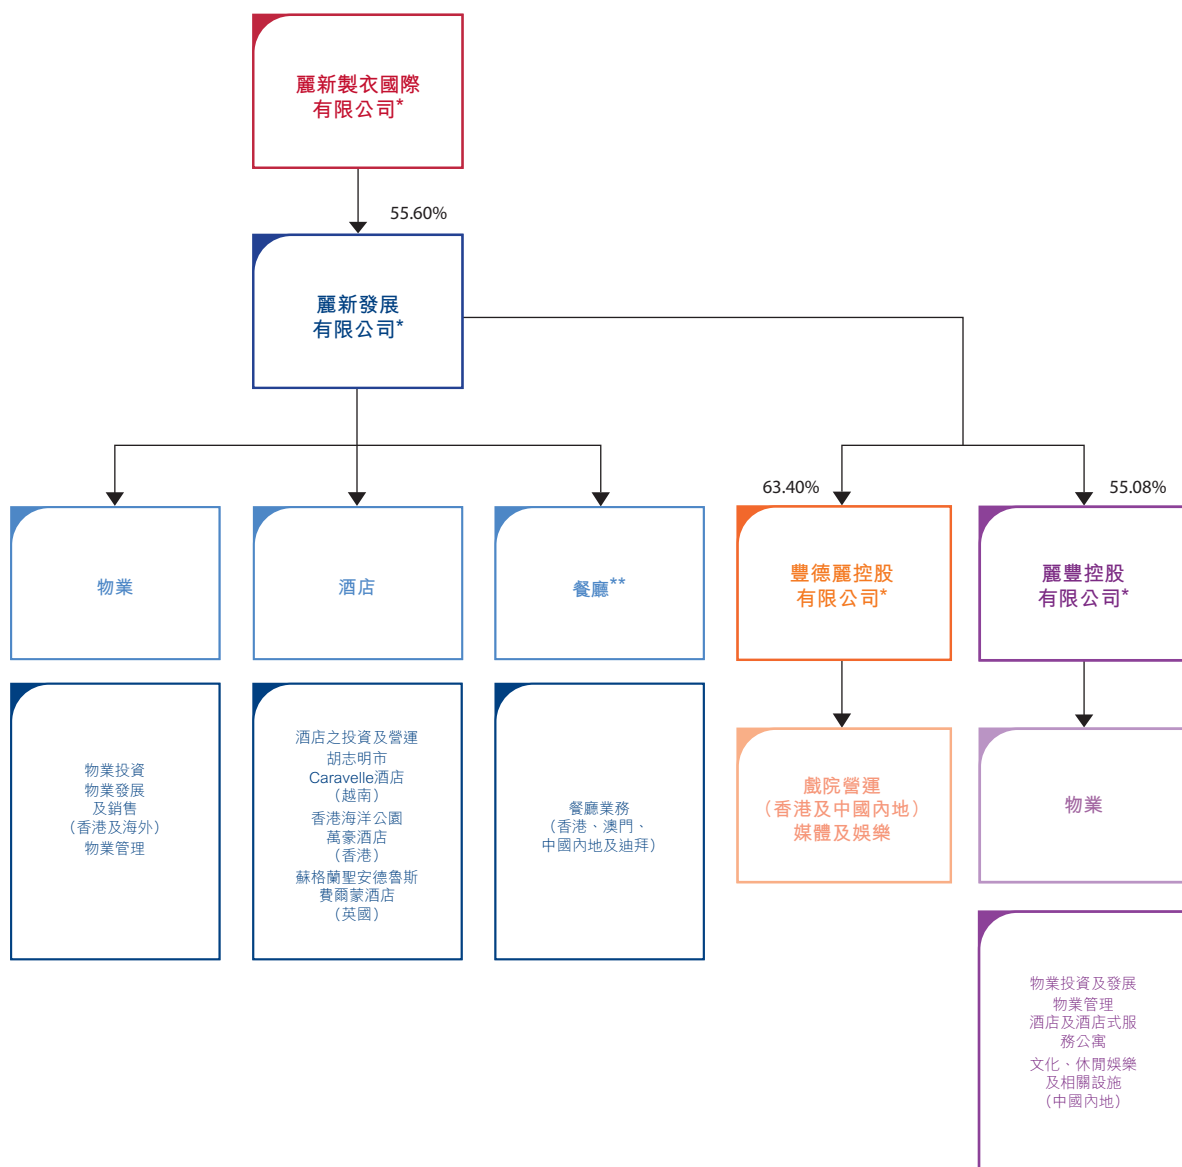 麗新製衣國際
有限公司*
55.60%
麗新發展
有限公司*
63.40%
55.08%
物業
酒店
餐廳**
豐德麗控股
有限公司*
麗豐控股
有限公司*
物業投資
物業發展
及銷售
（香港及海外）
物業管理
酒店之投資及營運
胡志明市
Caravelle酒店
（越南）
香港海洋公園
萬豪酒店
（香港）
蘇格蘭聖安德魯斯
費爾蒙酒店
（英國）
餐廳業務
（香港、澳門、
中國內地及迪拜）
戲院營運
（香港及中國內地）
媒體及娛樂
物業
物業投資及發展
物業管理
酒店及酒店式服
務公寓
文化、休閒娛樂
及相關設施
（中國內地）